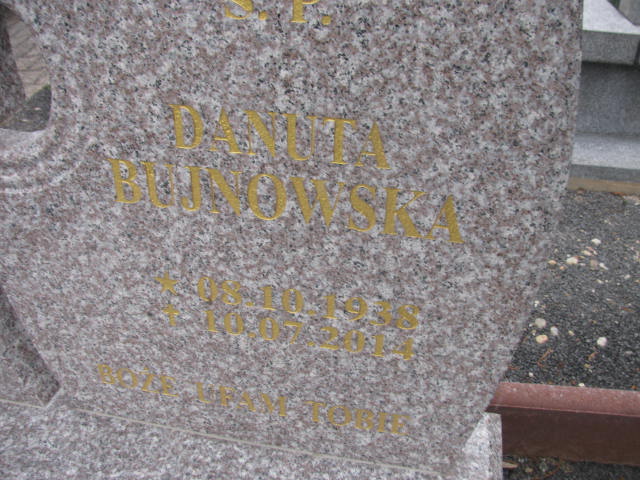 S. P.
DANUTA
BUJNOWSKA
★ 08.10.1938
✝ 10.07.2014
BOŻE UFAM TOBIE